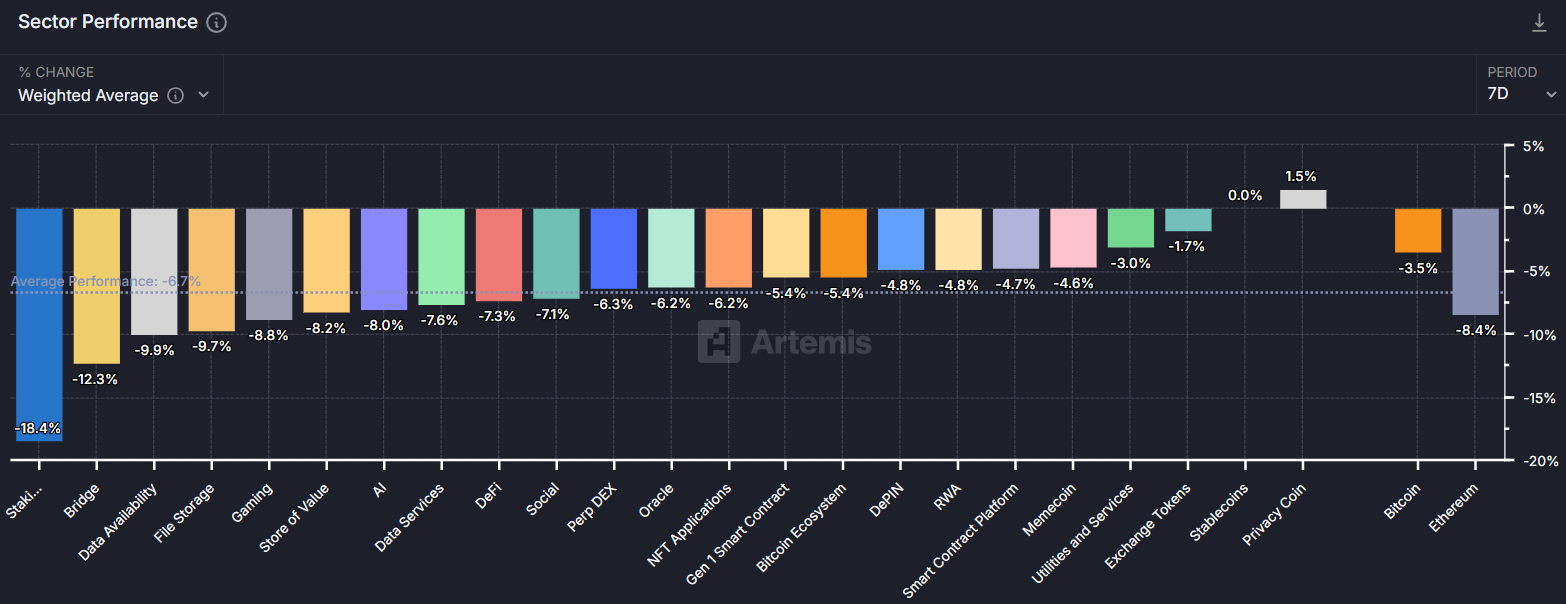 Sector Performance
% CHANGE
Weighted Average
PERIOD
7D
5%
0%
-5%
-10%
-15%
-20%
Average Performance: -6.7%
-18.4%
-12.3%
-9.9%
-9.7%
-8.8%
-8.2%
-8.0%
-7.6%
-7.3%
-7.1%
-6.3%
-6.2%
-6.2%
-5.4%
-5.4%
-4.8%
-4.8%
-4.7%
-4.6%
-3.0%
-1.7%
0.0%
1.5%
-3.5%
-8.4%
Artemis
Staki...
Bridge
Data Availability
File Storage
Gaming
Store of Value
AI
Data Services
DeFi
Social
Perp DEX
Oracle
NFT Applications
Gen 1 Smart Contract
Bitcoin Ecosystem
DePIN
RWA
Smart Contract Platform
Memecoin
Utilities and Services
Exchange Tokens
Stablecoins
Privacy Coin
Bitcoin
Ethereum